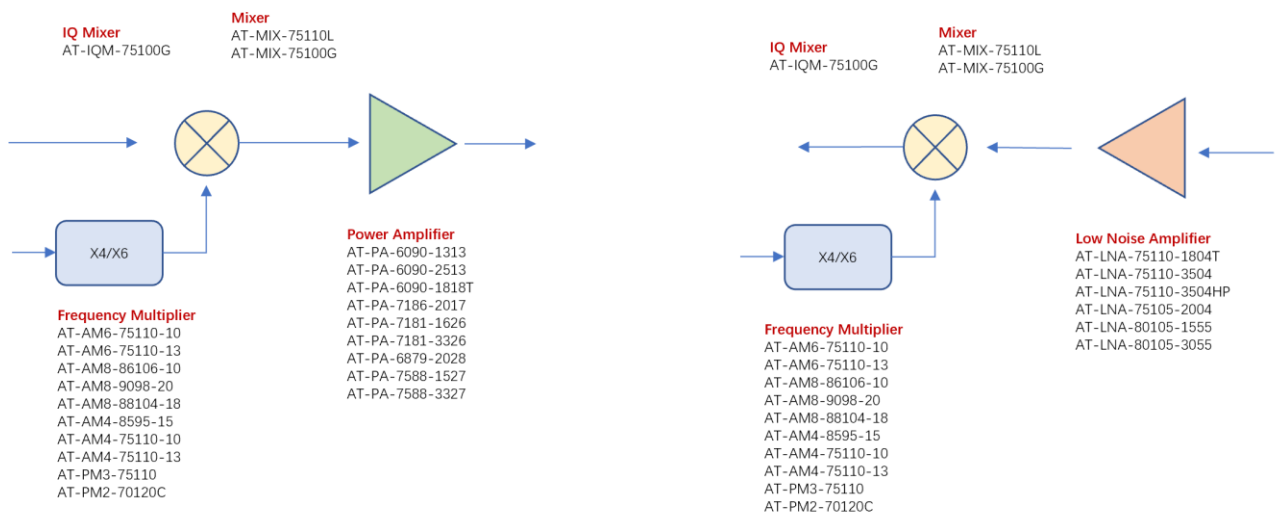 IQ Mixer
AT-IQM-75100G
Mixer
AT-MIX-75110L
AT-MIX-75100G
X4/X6
Frequency Multiplier
AT-AM6-75110-10
AT-AM6-75110-13
AT-AM8-86106-10
AT-AM8-9098-20
AT-AM8-88104-18
AT-AM4-8595-15
AT-AM4-75110-10
AT-AM4-75110-13
AT-PM3-75110
AT-PM2-70120C
Power Amplifier
AT-PA-6090-1313
AT-PA-6090-2513
AT-PA-6090-1818T
AT-PA-7186-2017
AT-PA-7181-1626
AT-PA-7181-3326
AT-PA-6879-2028
AT-PA-7588-1527
AT-PA-7588-3327
IQ Mixer
AT-IQM-75100G
Mixer
AT-MIX-75110L
AT-MIX-75100G
X4/X6
Frequency Multiplier
AT-AM6-75110-10
AT-AM6-75110-13
AT-AM8-86106-10
AT-AM8-9098-20
AT-AM8-88104-18
AT-AM4-8595-15
AT-AM4-75110-10
AT-AM4-75110-13
AT-PM3-75110
AT-PM2-70120C
Low Noise Amplifier
AT-LNA-75110-1804T
AT-LNA-75110-3504
AT-LNA-75110-3504HP
AT-LNA-75105-2004
AT-LNA-80105-1555
AT-LNA-80105-3055